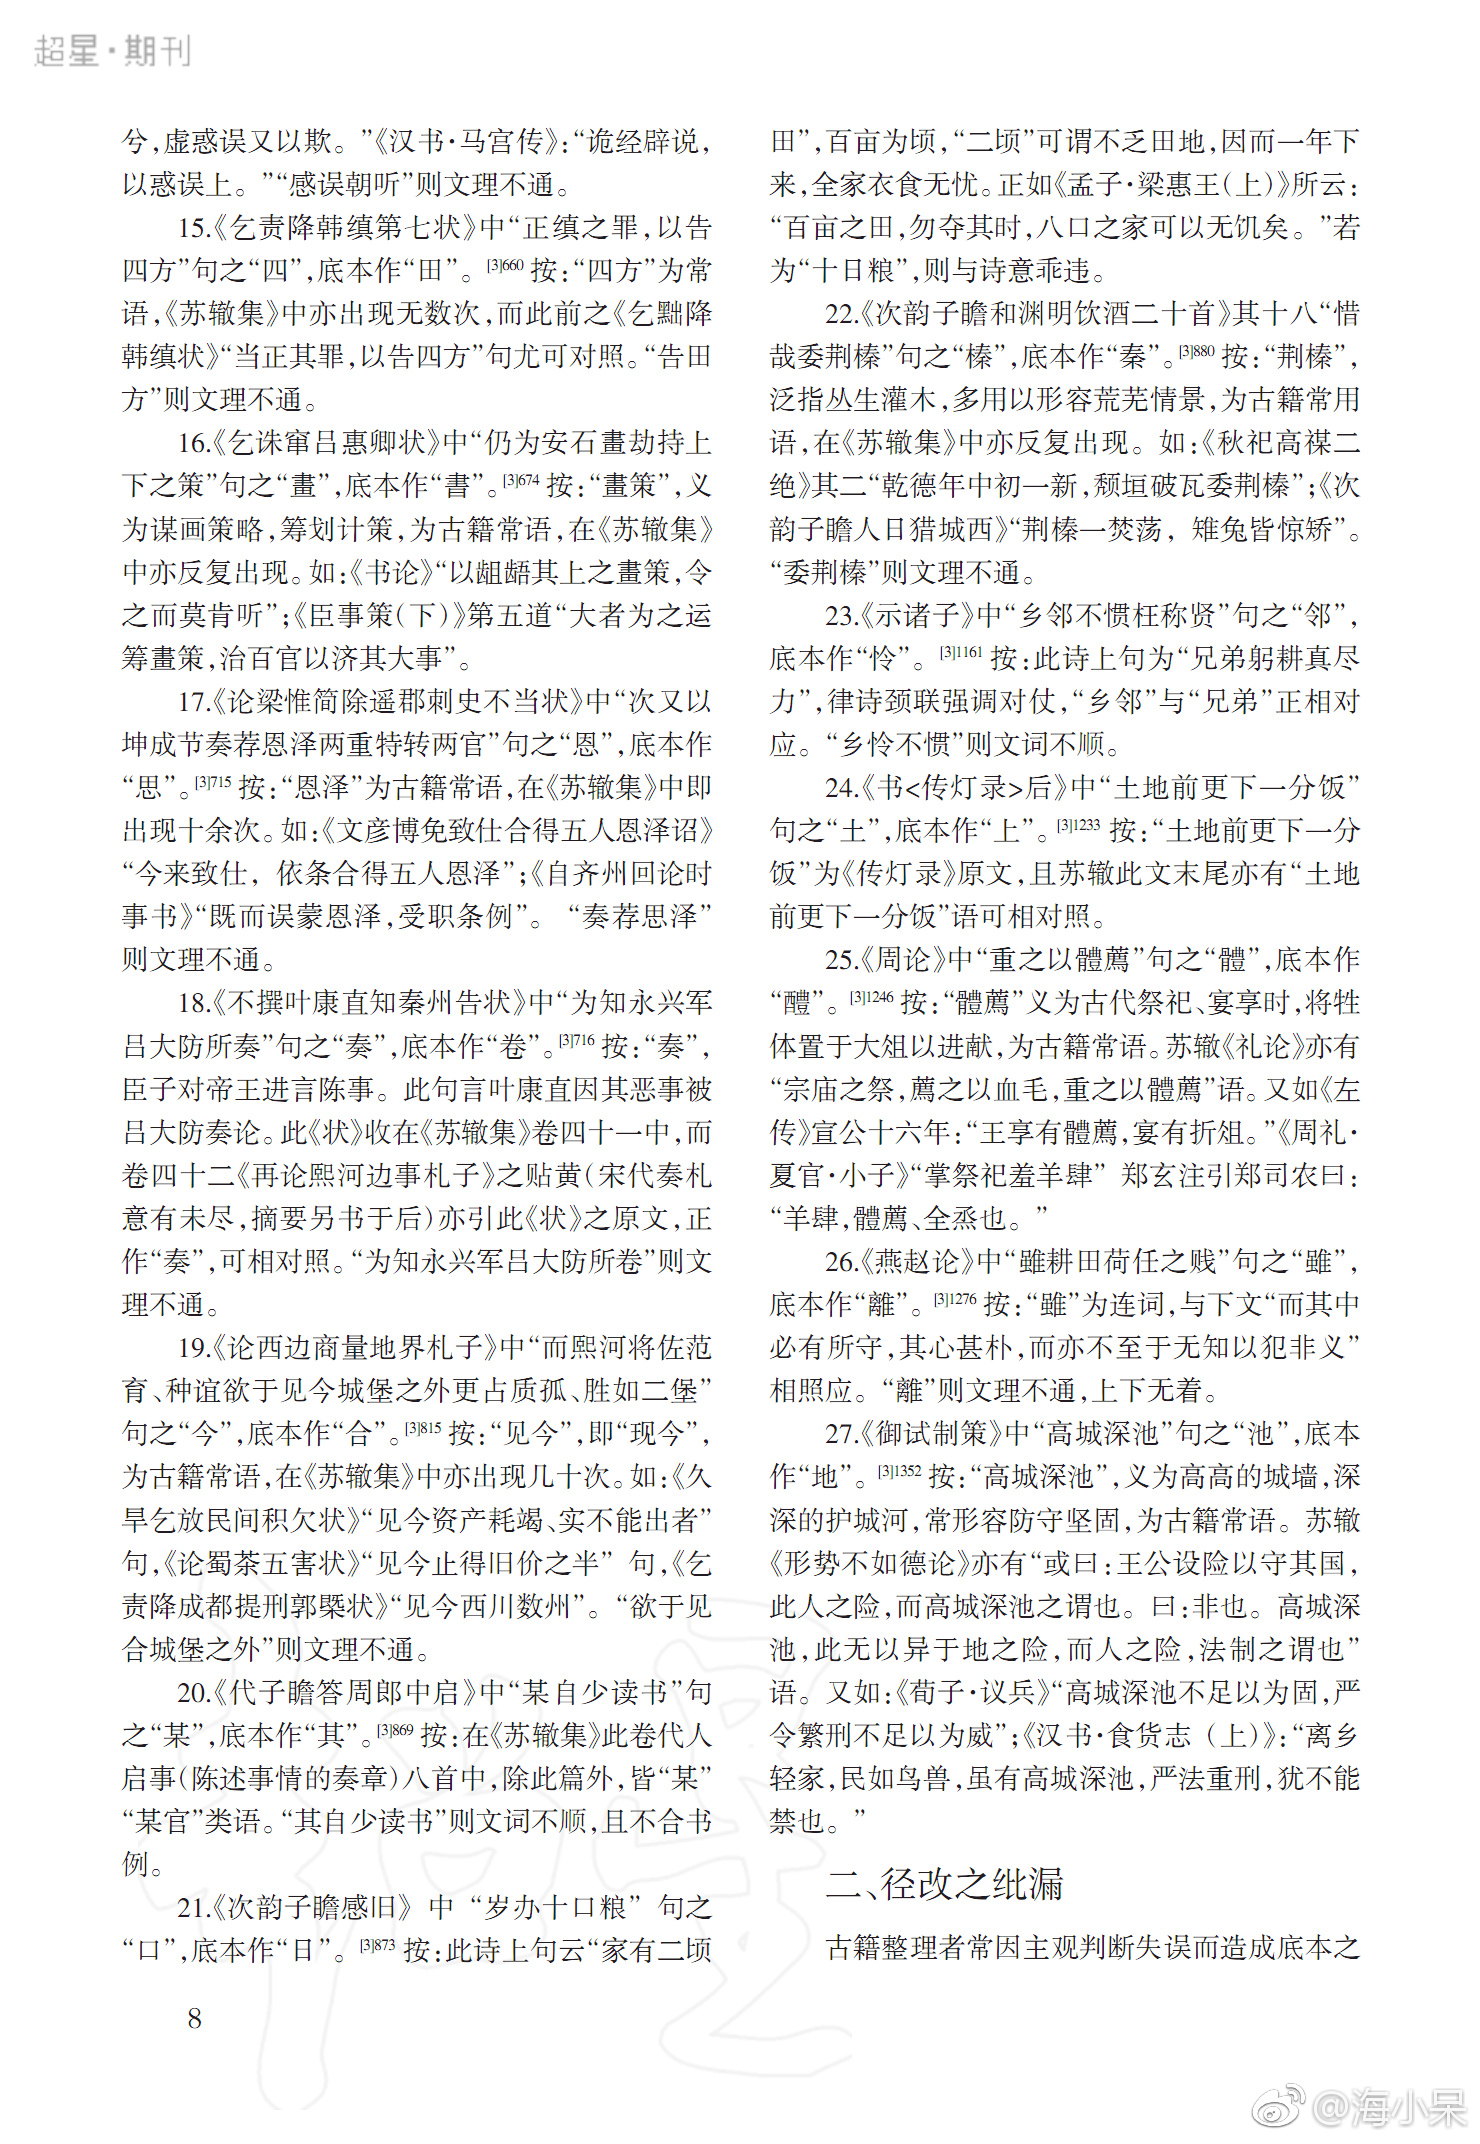 超星·期刊
兮,虚惑误又以欺。”《汉书·马宫传》:“诡经辟说,
以惑误上。”“感误朝听”则文理不通。
15.《乞责降韩缜第七状》中“正缜之罪,以告
四方”句之“四”,底本作“田”。[3]660 按:“四方”为常
语,《苏辙集》中亦出现无数次,而此前之《乞黜降
韩缜状》“当正其罪,以告四方”句尤可对照。“告田
方”则文理不通。
16.《乞诛窜吕惠卿状》中“仍为安石畫劫持上
下之策”句之“畫”,底本作“書”。[3]674 按:“畫策”,义
为谋画策略,筹划计策,为古籍常语,在《苏辙集》
中亦反复出现。如:《书论》“以龃龉其上之畫策,令
之而莫肯听”;《臣事策(下)》第五道“大者为之运
筹畫策,治百官以济其大事”。
17.《论梁惟简除遥郡刺史不当状》中“次又以
坤成节奏荐恩泽两重特转两官”句之“恩”,底本作
“思”。[3]715 按:“恩泽”为古籍常语,在《苏辙集》中即
出现十余次。如:《文彦博免致仕合得五人恩泽诏》
“今来致仕,依条合得五人恩泽”;《自齐州回论时
事书》“既而误蒙恩泽,受职条例”。“奏荐思泽”
则文理不通。
18.《不撰叶康直知秦州告状》中“为知永兴军
吕大防所奏”句之“奏”,底本作“卷”。[3]716 按:“奏”,
臣子对帝王进言陈事。此句言叶康直因其恶事被
吕大防奏论。此《状》收在《苏辙集》卷四十一中,而
卷四十二《再论熙河边事札子》之贴黄(宋代奏札
意有未尽,摘要另书于后)亦引此《状》之原文,正
作“奏”,可相对照。“为知永兴军吕大防所卷”则文
理不通。
19.《论西边商量地界札子》中“而熙河将佐范
育、种谊欲于见今城堡之外更占质孤、胜如二堡”
句之“今”,底本作“合”。[3]815 按:“见今”,即“现今”,
为古籍常语,在《苏辙集》中亦出现几十次。如:《久
旱乞放民间积欠状》“见今资产耗竭、实不能出者”
句,《论蜀茶五害状》“见今止得旧价之半”句,《乞
责降成都提刑郭槩状》“见今西川数州”。“欲于见
合城堡之外”则文理不通。
20.《代子瞻答周郎中启》中“某自少读书”句
之“某”,底本作“其”。[3]869 按:在《苏辙集》此卷代人
启事(陈述事情的奏章)八首中,除此篇外,皆“某”
“某官”类语。“其自少读书”则文词不顺,且不合书
例。
21.《次韵子瞻感旧》中“岁办十口粮”句之
“口”,底本作“日”。[3]873 按:此诗上句云“家有二顷
田”,百亩为顷,“二顷”可谓不乏田地,因而一年下
来,全家衣食无忧。正如《孟子·梁惠王(上)》所云:
“百亩之田,勿夺其时,八口之家可以无饥矣。”若
为“十日粮”,则与诗意乖违。
22.《次韵子瞻和渊明饮酒二十首》其十八“惜
哉委荆榛”句之“榛”,底本作“秦”。[3]880 按:“荆榛”,
泛指丛生灌木,多用以形容荒芜情景,为古籍常用
语,在《苏辙集》中亦反复出现。如:《秋祀高禖二
绝》其二“乾德年中初一新,颓垣破瓦委荆榛”;《次
韵子瞻人日猎城西》“荆榛一焚荡,雉兔皆惊矫”。
“委荆榛”则文理不通。
23.《示诸子》中“乡邻不惯枉称贤”句之“邻”,
底本作“怜”。[3]1161 按:此诗上句为“兄弟躬耕真尽
力”,律诗颈联强调对仗,“乡邻”与“兄弟”正相对
应。“乡怜不惯”则文词不顺。
24.《书<传灯录>后》中“土地前更下一分饭”
句之“土”,底本作“上”。[3]1233 按:“土地前更下一分
饭”为《传灯录》原文,且苏辙此文末尾亦有“土地
前更下一分饭”语可相对照。
25.《周论》中“重之以體薦”句之“體”,底本作
“醴”。[3]1246 按:“體薦”义为古代祭祀、宴享时,将牲
体置于大俎以进献,为古籍常语。苏辙《礼论》亦有
“宗庙之祭,薦之以血毛,重之以體薦”语。又如《左
传》宣公十六年:“王享有體薦,宴有折俎。”《周礼·
夏官·小子》“掌祭祀羞羊肆”郑玄注引郑司农曰:
“羊肆,體薦、全烝也。”
26.《燕赵论》中“雖耕田荷任之贱”句之“雖”,
底本作“離”。[3]1276 按:“雖”为连词,与下文“而其中
必有所守,其心甚朴,而亦不至于无知以犯非义”
相照应。“離”则文理不通,上下无着。
27.《御试制策》中“高城深池”句之“池”,底本
作“地”。[3]1352 按:“高城深池”,义为高高的城墙,深
深的护城河,常形容防守坚固,为古籍常语。苏辙
《形势不如德论》亦有“或曰:王公设险以守其国,
此人之险,而高城深池之谓也。曰:非也。高城深
池,此无以异于地之险,而人之险,法制之谓也”
语。又如:《荀子·议兵》“高城深池不足以为固,严
令繁刑不足以为威”;《汉书·食货志(上)》:“离乡
轻家,民如鸟兽,虽有高城深池,严法重刑,犹不能
禁也。”
二、径改之纰漏
古籍整理者常因主观判断失误而造成底本之
8
@海小呆